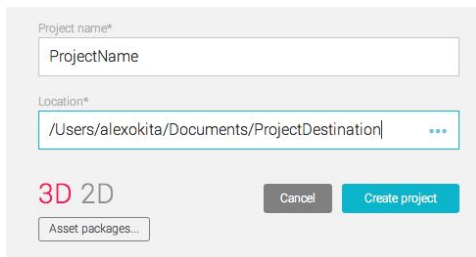 Project name*
ProjectName
Location*
/Users/alexokita/Documents/ProjectDestination
3D 2D
Cancel
Create project
Asset packages...